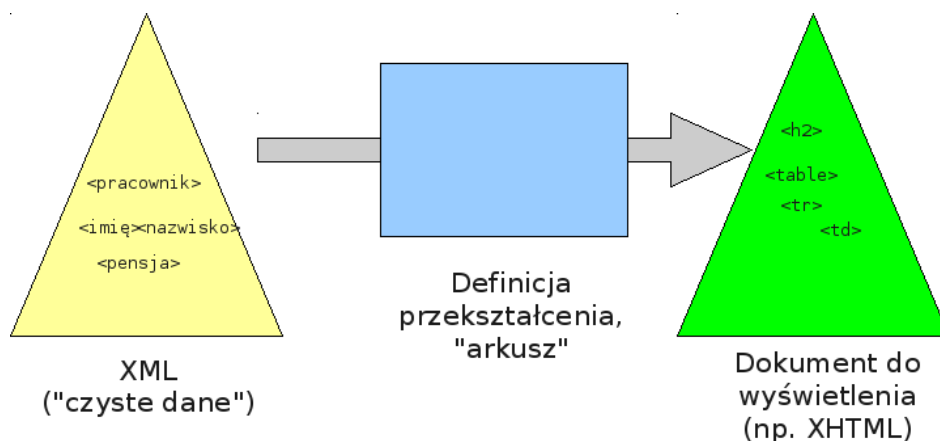 <pracownik>
<imię><nazwisko>
<pensja>
XML
("czyste dane")
Definicja
przekształcenia,
"arkusz"
<h2>
<table>
<tr>
<td>
Dokument do
wyświetlenia
(np. XHTML)